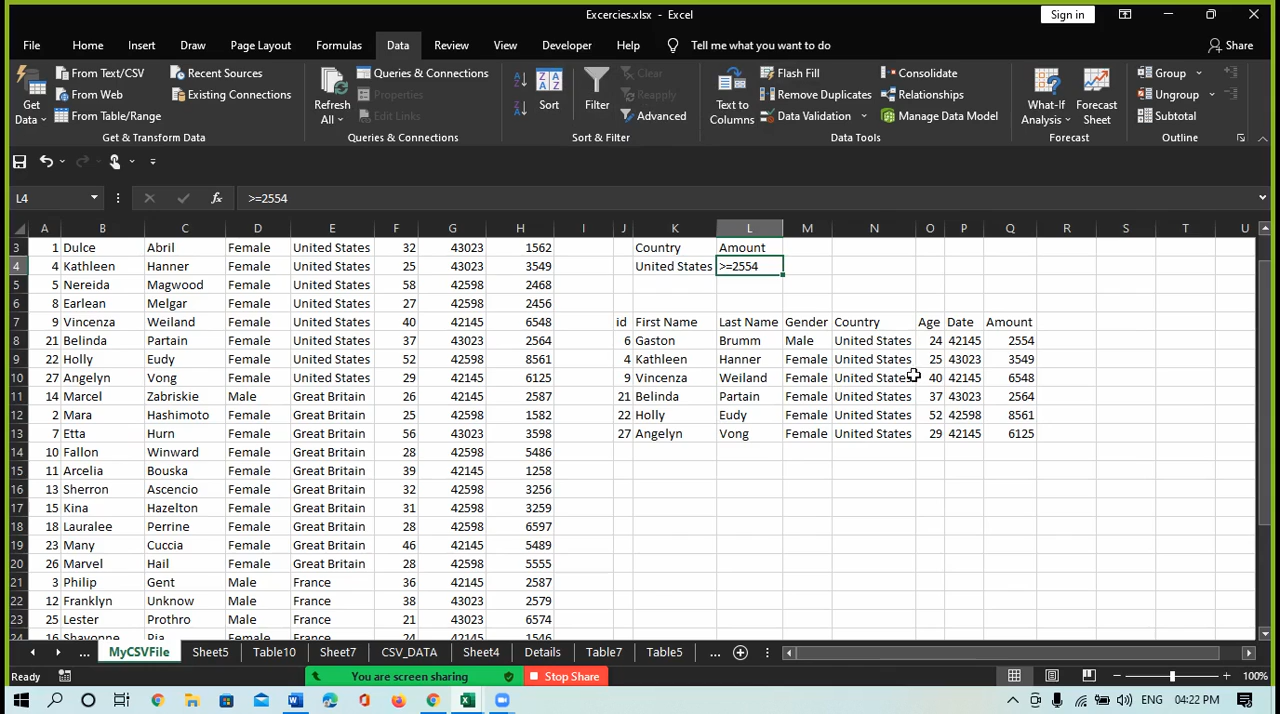 Excercies.xlsx - Excel
Sign in
File Home Insert Draw Page Layout Formulas Data Review View Developer Help Tell me what you want to do Share
Get Data
From Text/CSV
From Web
From Table/Range
Recent Sources
Existing Connections
Get & Transform Data
Refresh All
Queries & Connections
Properties
Edit Links
Queries & Connections
Sort
Filter
Clear
Reapply
Advanced
Sort & Filter
Text to Columns
Flash Fill
Remove Duplicates
Data Validation
Consolidate
Relationships
Manage Data Model
Data Tools
What-If Analysis
Forecast Sheet
Forecast
Group
Ungroup
Subtotal
Outline
L4 fx >=2554
A B C D E F G H I J K L M N O P Q R S T U
3 1 Dulce Abril Female United States 32 43023 1562 Country Amount
4 4 Kathleen Hanner Female United States 25 43023 3549 United States >=2554
5 5 Nereida Magwood Female United States 58 42598 2468
6 8 Earlean Melgar Female United States 27 42598 2456
7 9 Vincenza Weiland Female United States 40 42145 6548 id First Name Last Name Gender Country Age Date Amount
8 21 Belinda Partain Female United States 37 43023 2564 6 Gaston Brumm Male United States 24 42145 2554
9 22 Holly Eudy Female United States 52 42598 8561 4 Kathleen Hanner Female United States 25 43023 3549
10 27 Angelyn Vong Female United States 29 42145 6125 9 Vincenza Weiland Female United States 40 42145 6548
11 14 Marcel Zabriskie Male Great Britain 26 42145 2587 21 Belinda Partain Female United States 37 43023 2564
12 2 Mara Hashimoto Female Great Britain 25 42598 1582 22 Holly Eudy Female United States 52 42598 8561
13 7 Etta Hurn Female Great Britain 56 43023 3598 27 Angelyn Vong Female United States 29 42145 6125
14 10 Fallon Winward Female Great Britain 28 42598 5486
15 11 Arcelia Bouska Female Great Britain 39 42145 1258
16 13 Sherron Ascencio Female Great Britain 32 42598 3256
17 15 Kina Hazelton Female Great Britain 31 42598 3259
18 18 Lauralee Perrine Female Great Britain 28 42598 6597
19 23 Many Cuccia Female Great Britain 46 42145 5489
20 26 Marvel Hail Female Great Britain 28 42598 5555
21 3 Philip Gent Male France 36 42145 2587
22 12 Franklyn Unknow Male France 38 43023 2579
23 25 Lester Prothro Male France 21 43023 6574
24 16 Shavonne Pia Female France 24 42145 1546
... MyCSVFile Sheet5 Table10 Sheet7 CSV_DATA Sheet4 Details Table7 Table5 ...
Ready You are screen sharing Stop Share 100%
ENG 04:22 PM